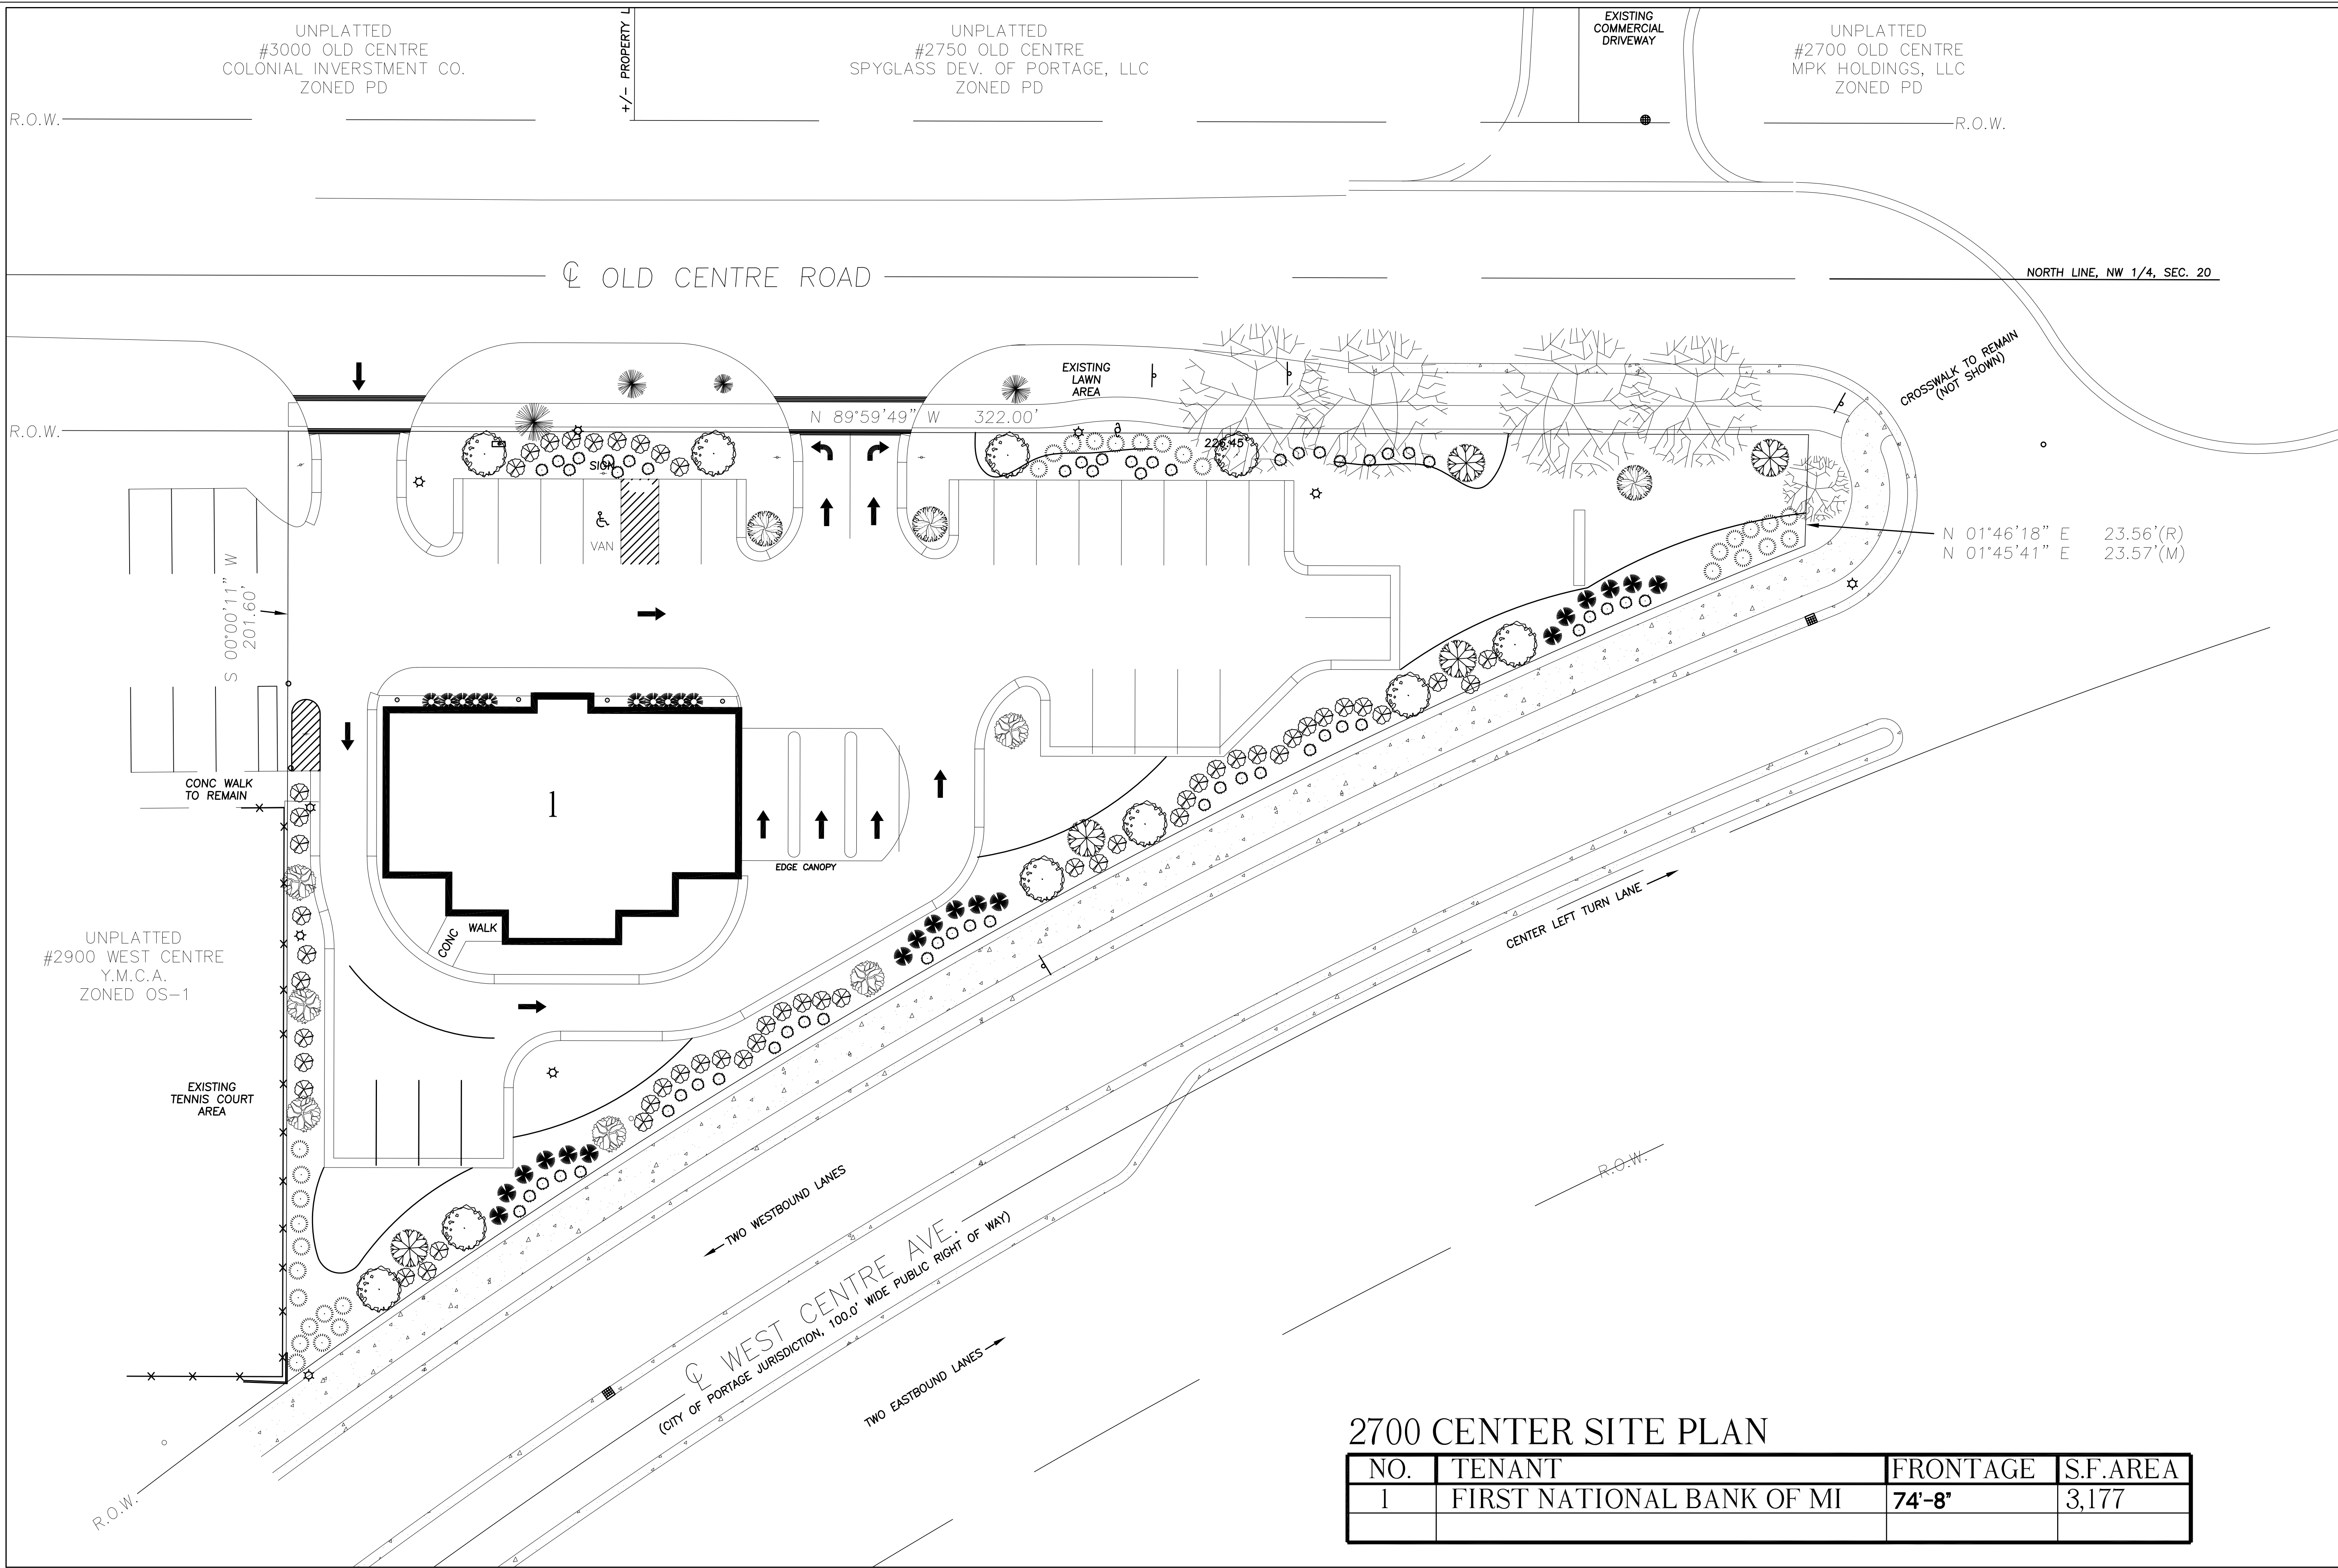 UNPLATTED
#3000 OLD CENTRE
COLONIAL INVERSTMENT CO.
ZONED PD
+/- PROPERTY L
UNPLATTED
#2750 OLD CENTRE
SPYGLASS DEV. OF PORTAGE, LLC
ZONED PD
EXISTING
COMMERCIAL
DRIVEWAY
UNPLATTED
#2700 OLD CENTRE
MPK HOLDINGS, LLC
ZONED PD
R.O.W.
R.O.W.
℄ OLD CENTRE ROAD
NORTH LINE, NW 1/4, SEC. 20
CROSSWALK TO REMAIN
(NOT SHOWN)
EXISTING
LAWN
AREA
R.O.W.
N 89°59'49" W 322.00'
226.45
SIGN
VAN
N 01°46'18" E 23.56'(R)
N 01°45'41" E 23.57'(M)
S 00°00'11" W
201.60'
CONC WALK
TO REMAIN
1
EDGE CANOPY
CONC WALK
UNPLATTED
#2900 WEST CENTRE
Y.M.C.A.
ZONED OS-1
EXISTING
TENNIS COURT
AREA
CENTER LEFT TURN LANE
TWO WESTBOUND LANES
R.O.W.
℄ WEST CENTRE AVE.
(CITY OF PORTAGE JURISDICTION, 100.0' WIDE PUBLIC RIGHT OF WAY)
TWO EASTBOUND LANES
R.O.W.
2700 CENTER SITE PLAN
NO. TENANT FRONTAGE S.F.AREA
1 FIRST NATIONAL BANK OF MI 74'-8" 3,177